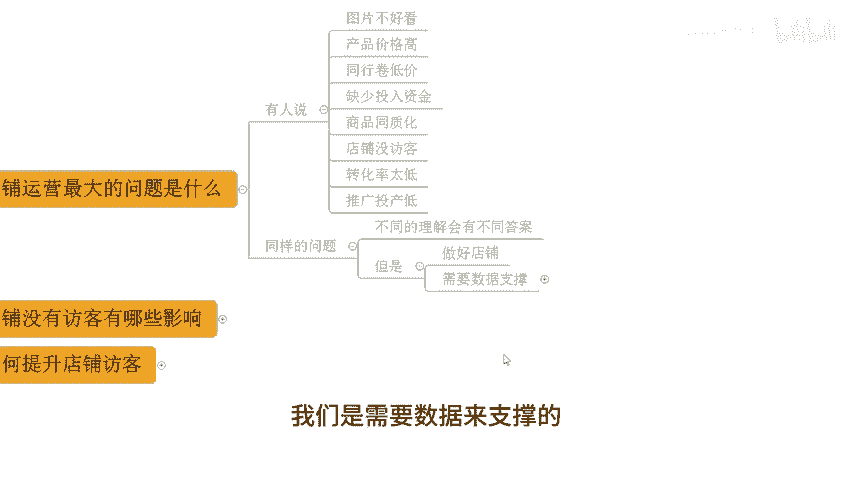 图片不好看
产品价格高
同行卷低价
缺少投入资金
有人说
商品同质化
店铺没访客
转化率太低
推广投产低
铺运营最大的问题是什么
不同的理解会有不同答案
同样的问题
做好店铺
但是
需要数据支撑
铺没有访客有哪些影响
何提升店铺访客
我们是需要数据来支撑的